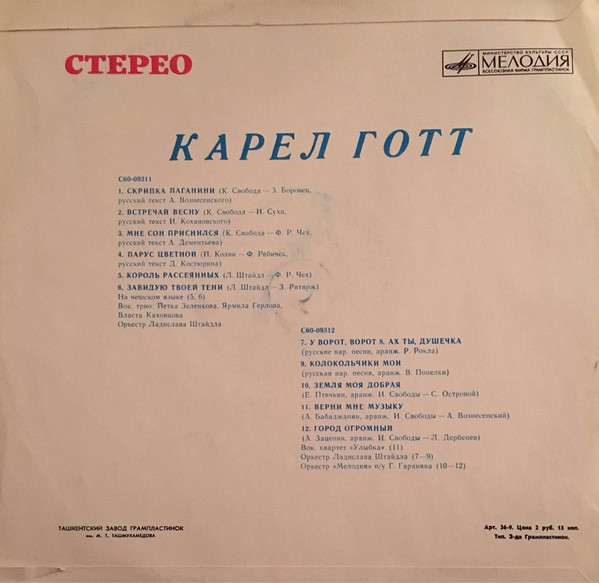 СТЕРЕО
МИНИСТЕРСТВО КУЛЬТУРЫ СССР
МЕЛОДИЯ
ВСЕСОЮЗНАЯ ФИРМА ГРАМПЛАСТИНОК
КАРЕЛ ГОТТ
С60-09311
1. СКРИПКА ПАГАНИНИ (К. Свобода — З. Боровец,
русский текст А. Вознесенского)
2. ВСТРЕЧАЙ ВЕСНУ (К. Свобода — И. Сухи,
русский текст И. Кохановского)
3. МНЕ СОН ПРИСНИЛСЯ (К. Свобода — Ф. Р. Чех,
русский текст А. Дементьева)
4. ПАРУС ЦВЕТНОЙ (И. Колин — Ф. Ребичек,
русский текст Д. Костюрина)
5. КОРОЛЬ РАССЕЯННЫХ (Л. Штайдл — Ф. Р. Чех)
6. ЗАВИДУЮ ТВОЕЙ ТЕНИ (Л. Штайдл — З. Ритирж)
На чешском языке (5, 6)
Вок. трио: Петка Зеленкова, Ярмила Герлова,
Власта Каховцова
Оркестр Ладислава Штайдла
С60-09312
7. У ВОРОТ, ВОРОТ 8. АХ ТЫ, ДУШЕЧКА
(русские нар. песни, аранж. Р. Рокла)
9. КОЛОКОЛЬЧИКИ МОИ
(русская нар. песня, аранж. В. Попелки)
10. ЗЕМЛЯ МОЯ ДОБРАЯ
(Е. Птичкин, аранж. И. Свободы — С. Островой)
11. ВЕРНИ МНЕ МУЗЫКУ
(А. Бабаджанян, аранж. И. Свободы — А. Вознесенский)
12. ГОРОД ОГРОМНЫЙ
(А. Зацепин, аранж. И. Свободы — Л. Дербенев)
Вок. квартет «Улыбка» (11)
Оркестр Ладислава Штайдла (7—9)
Оркестр «Мелодия» п/у Г. Гараняна (10—12)
ТАШКЕНТСКИЙ ЗАВОД ГРАМПЛАСТИНОК
им. М. Т. ТАШМУХАМЕДОВА
Арт. 36-9. Цена 2 руб. 15 коп.
Тип. З-да Грампластинок.